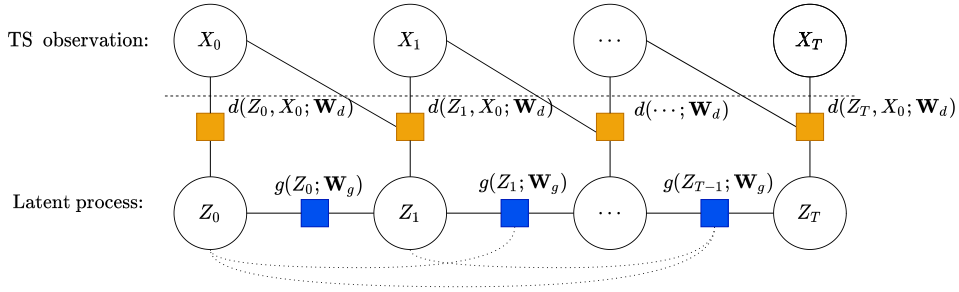 TS observation: X_0 X_1 ⋯ X_T
d(Z_0, X_0; W_d) d(Z_1, X_0; W_d) d(⋯; W_d) d(Z_T, X_0; W_d)
g(Z_0; W_g) g(Z_1; W_g) g(Z_{T−1}; W_g)
Latent process: Z_0 Z_1 ⋯ Z_T